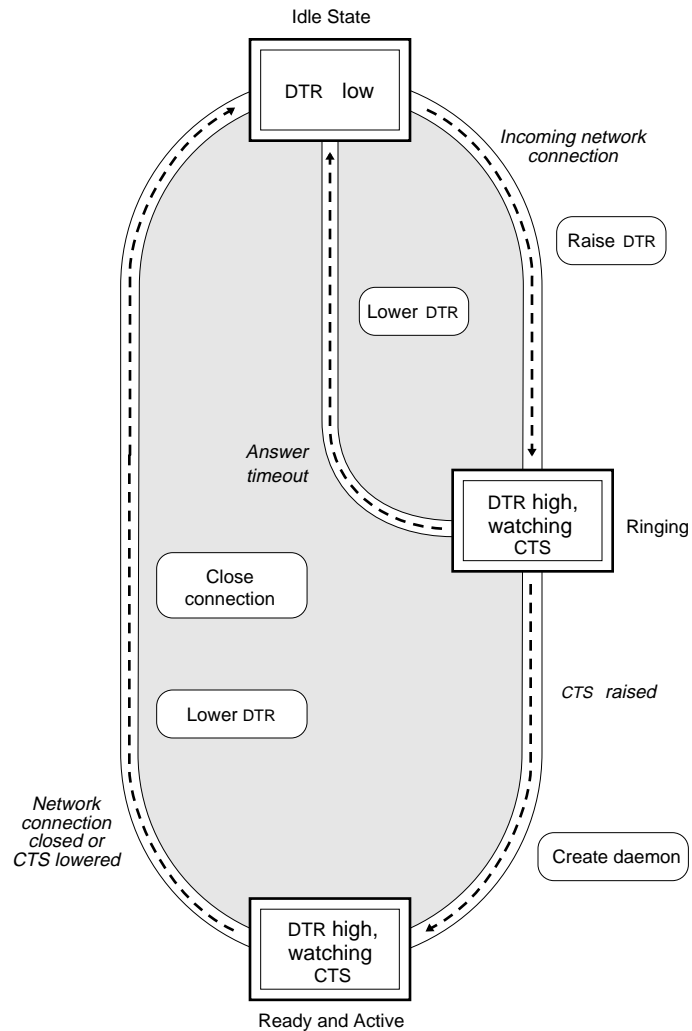 Idle State
DTR low
Incoming network
connection
Raise DTR
Lower DTR
Answer
timeout
DTR high,
watching
CTS
Ringing
Close
connection
CTS raised
Lower DTR
Network
connection
closed or
CTS lowered
Create daemon
DTR high,
watching
CTS
Ready and Active